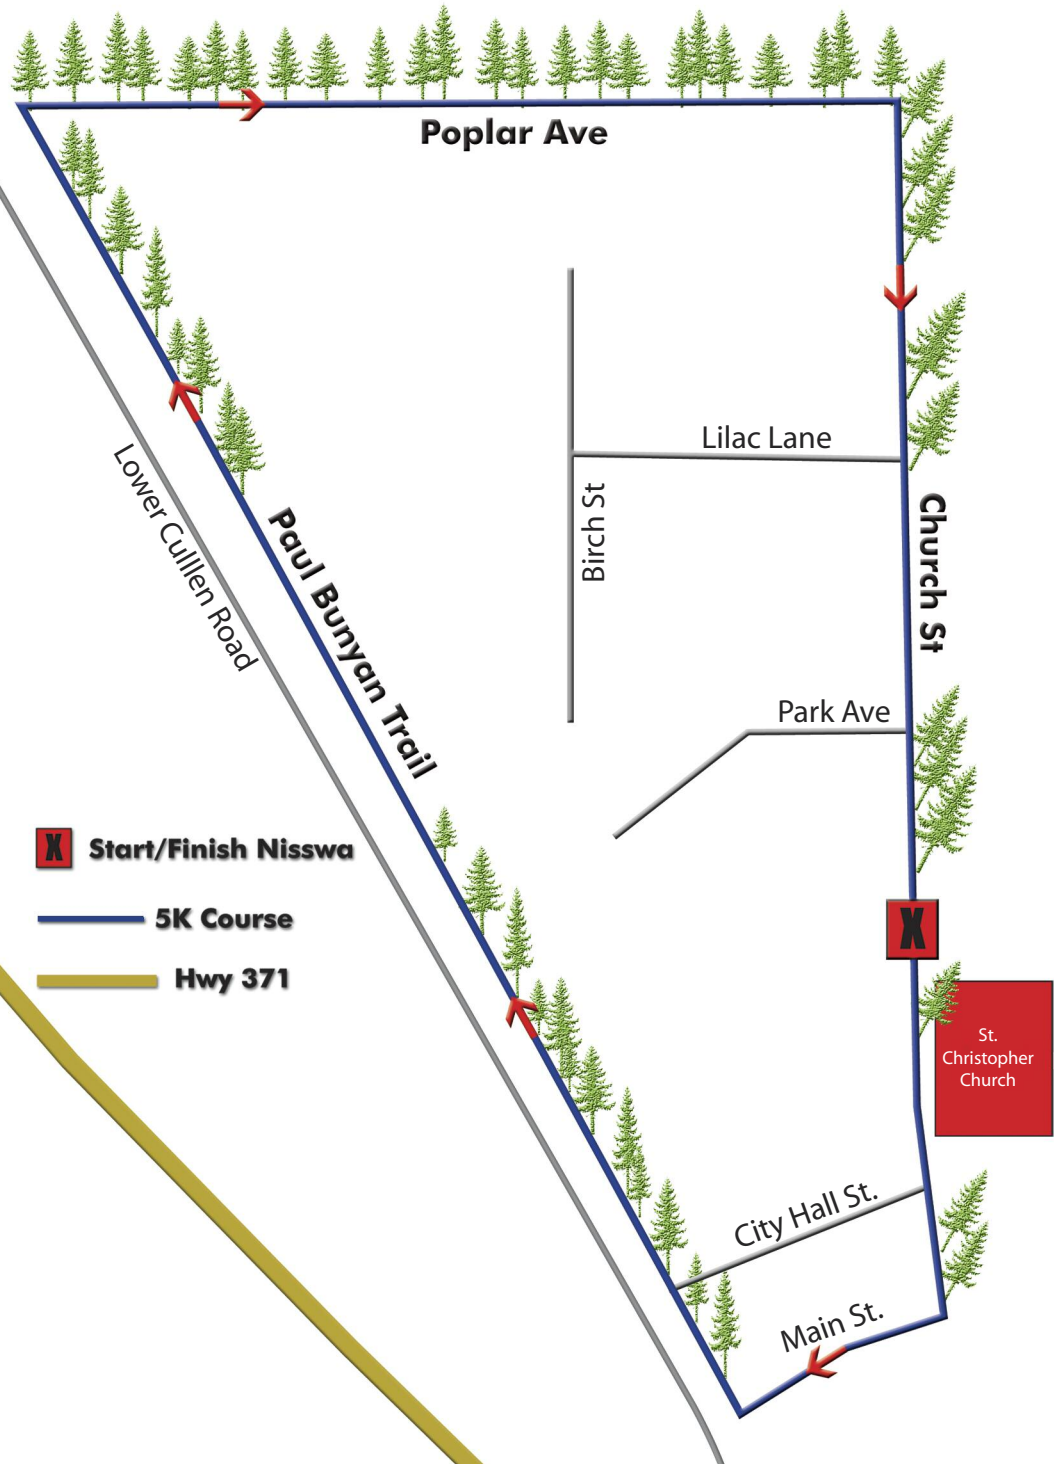 Poplar Ave
Lilac Lane
Birch St
Church St
Lower Culllen Road
Paul Bunyan Trail
Park Ave
X Start/Finish Nisswa
5K Course
Hwy 371
X
St.
Christopher
Church
City Hall St.
Main St.